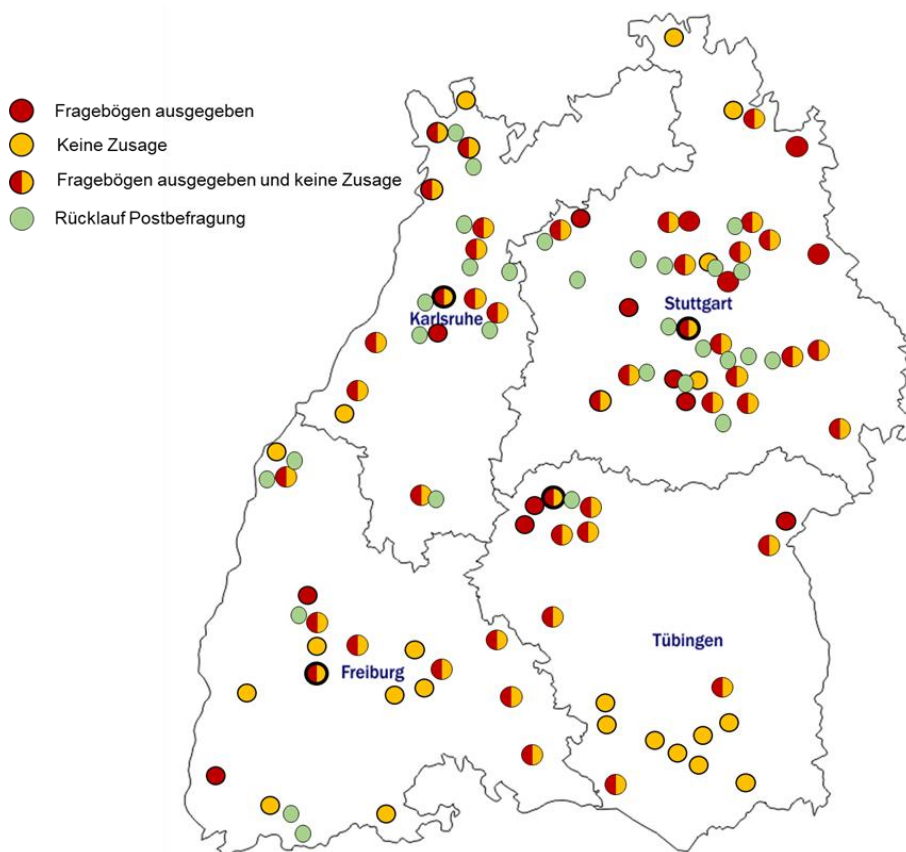 Fragebögen ausgegeben
Keine Zusage
Fragebögen ausgegeben und keine Zusage
Rücklauf Postbefragung
Stuttgart
Karlsruhe
Tübingen
Freiburg